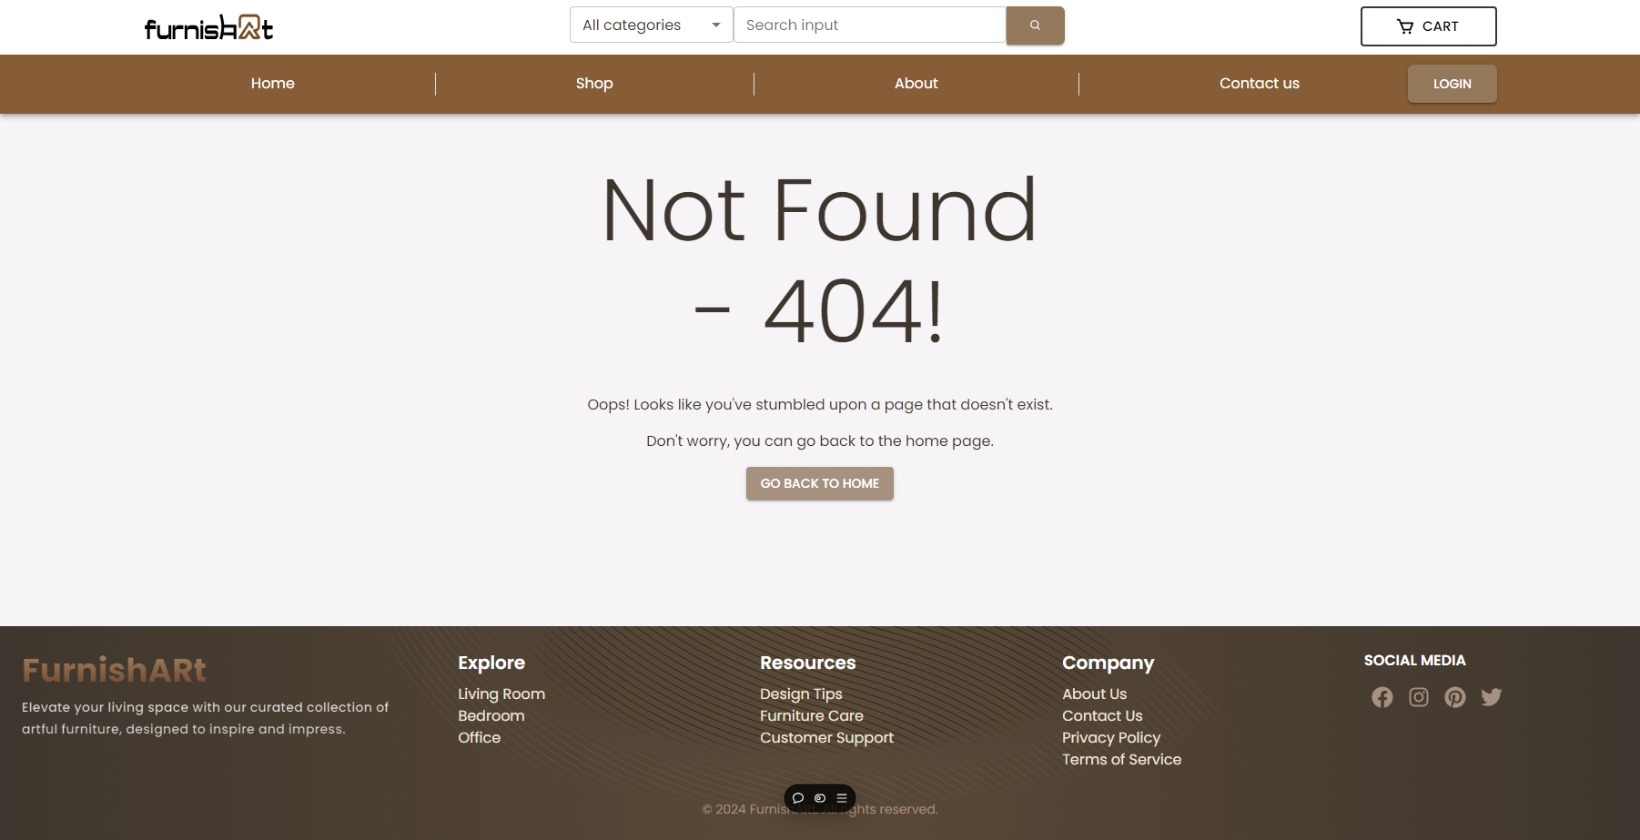 furnishARt
All categories
Search input
CART
Home
Shop
About
Contact us
LOGIN
Not Found
- 404!
Oops! Looks like you've stumbled upon a page that doesn't exist.
Don't worry, you can go back to the home page.
GO BACK TO HOME
FurnishARt
Elevate your living space with our curated collection of
artful furniture, designed to inspire and impress.
Explore
Living Room
Bedroom
Office
Resources
Design Tips
Furniture Care
Customer Support
Company
About Us
Contact Us
Privacy Policy
Terms of Service
SOCIAL MEDIA
© 2024 FurnishARt. All rights reserved.